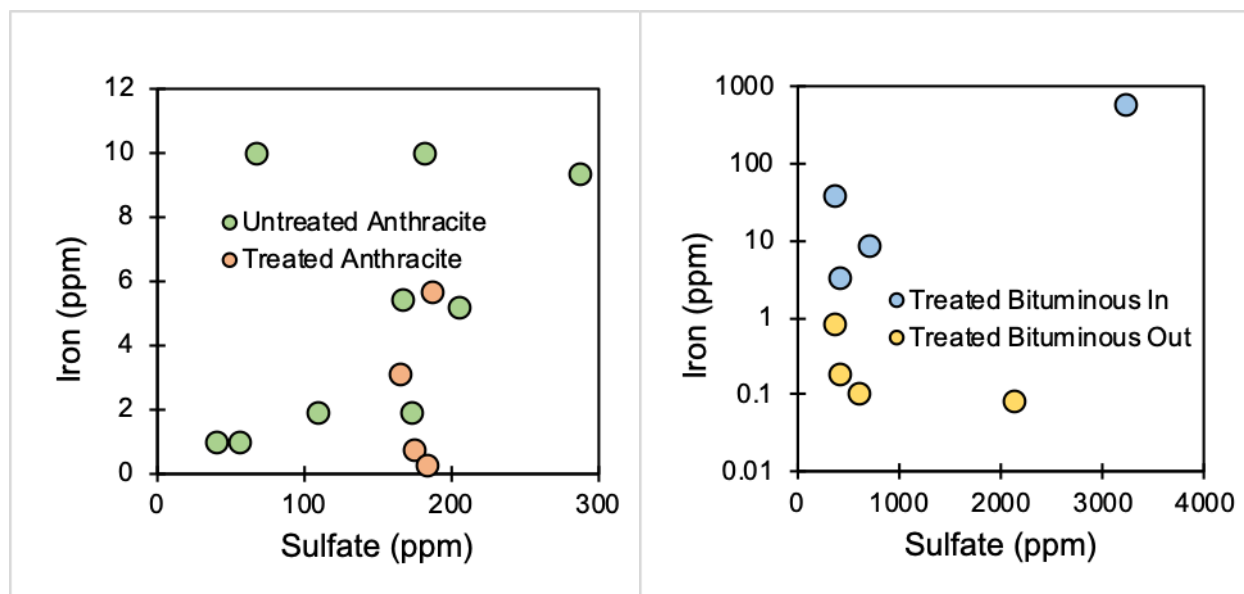 12
10
8
6
4
2
0
Iron (ppm)
Untreated Anthracite
Treated Anthracite
0 100 200 300
Sulfate (ppm)
1000
100
10
1
0.1
0.01
Iron (ppm)
Treated Bituminous In
Treated Bituminous Out
0 1000 2000 3000 4000
Sulfate (ppm)